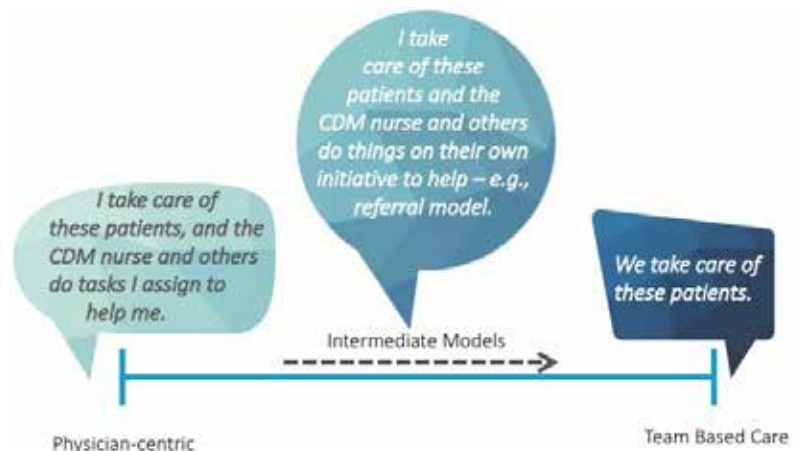 I take care of
these patients, and the
CDM nurse and others
do tasks I assign to
help me.
I take
care of these
patients and the
CDM nurse and others
do things on their own
initiative to help – e.g.,
referral model.
We take care of
these patients.
Intermediate Models
Physician-centric
Team Based Care